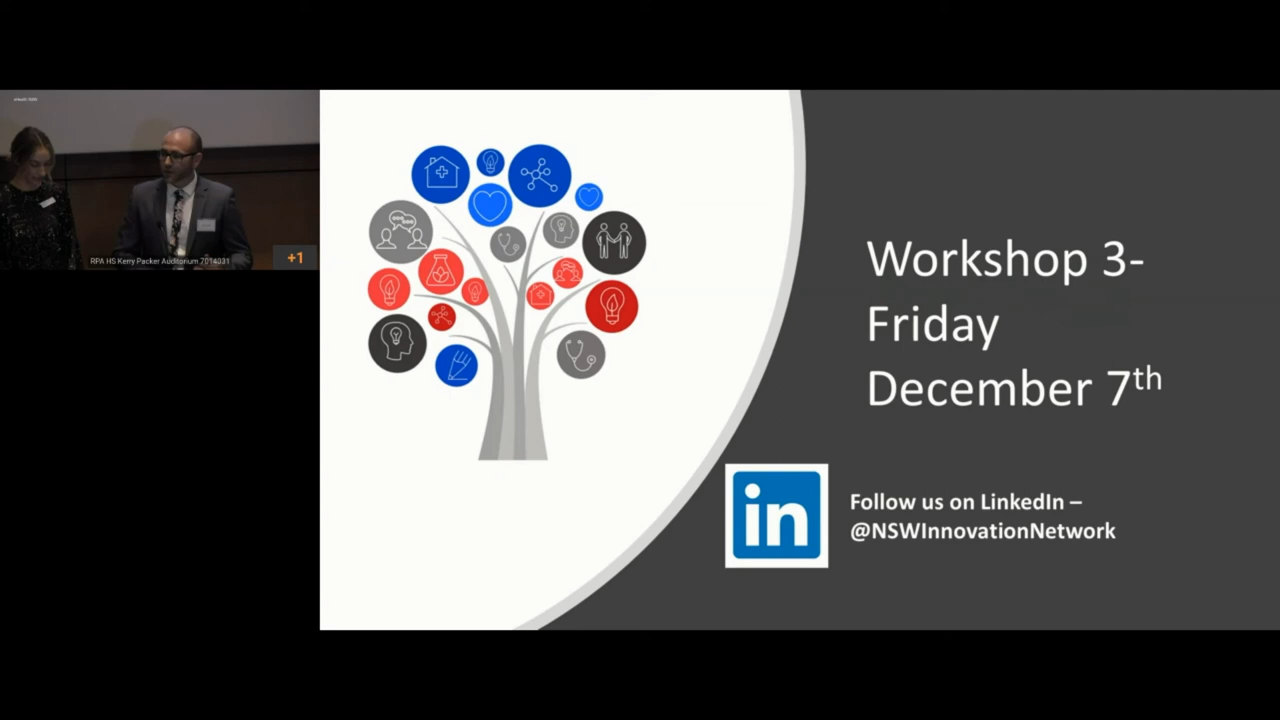 RPA HS Kerry Packer Auditorium 7014031
+1
Workshop 3-
Friday
December 7th
in
Follow us on LinkedIn –
@NSWInnovationNetwork